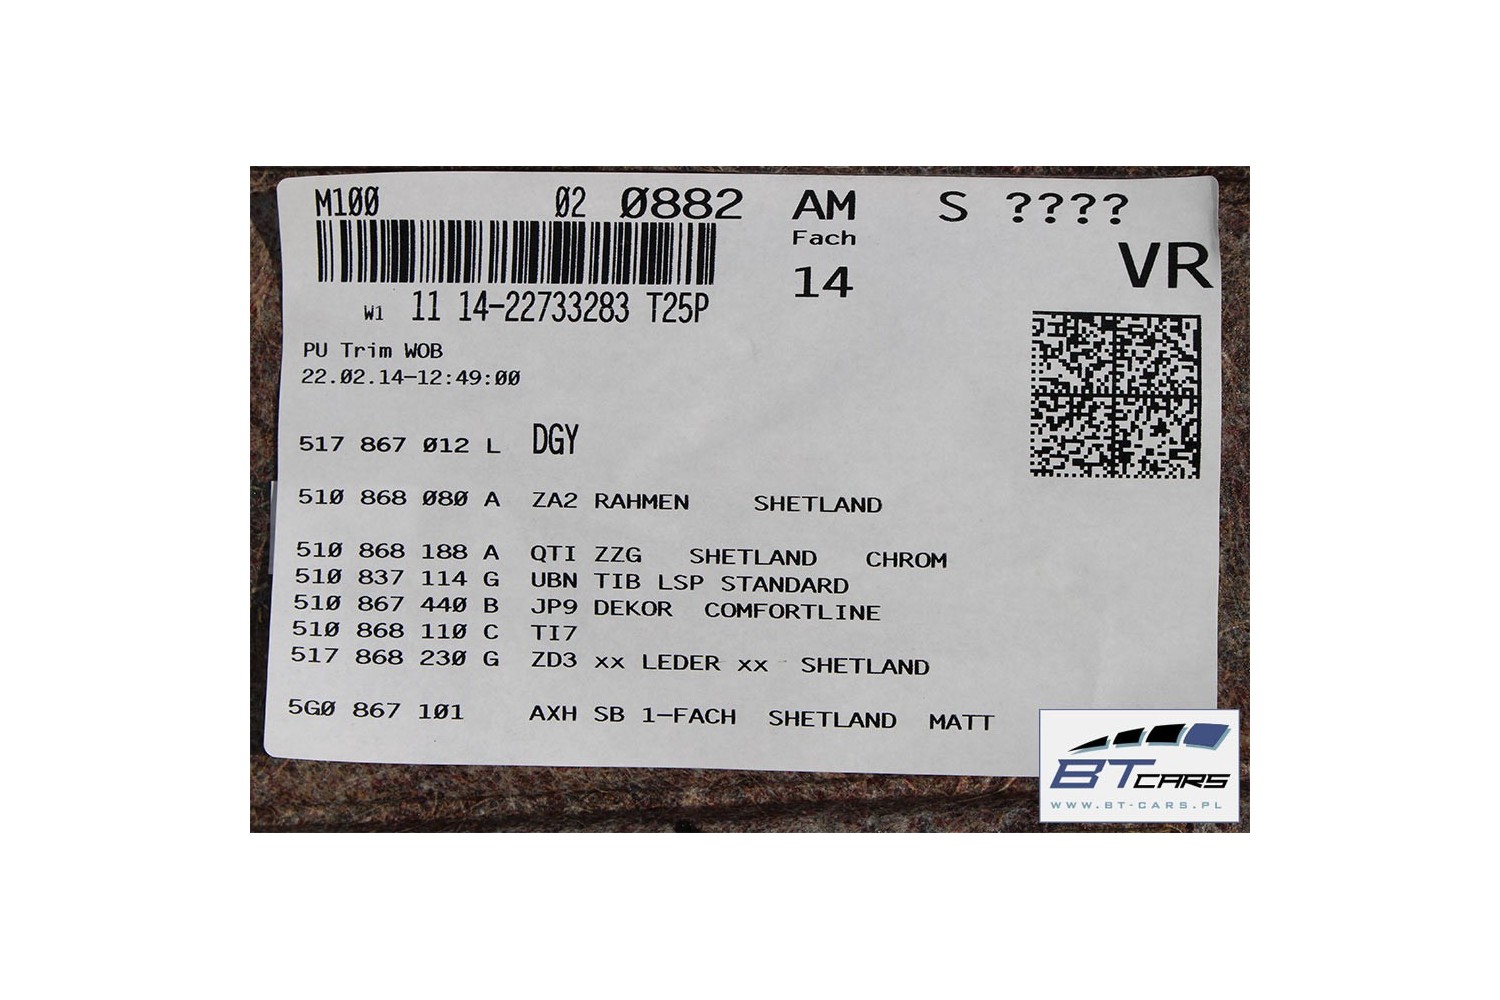 M100 02 0882 AM S ????
Fach
VR
14
W1 11 14-22733283 T25P
PU Trim WOB
22.02.14-12:49:00
517 867 012 L DGY
510 868 080 A ZA2 RAHMEN SHETLAND
510 868 188 A QTI ZZG SHETLAND CHROM
510 837 114 G UBN TIB LSP STANDARD
510 867 440 B JP9 DEKOR COMFORTLINE
510 868 110 C TI7
517 868 230 G ZD3 xx LEDER xx SHETLAND
5G0 867 101 AXH SB 1-FACH SHETLAND MATT
BT CARS
WWW.BT-CARS.PL